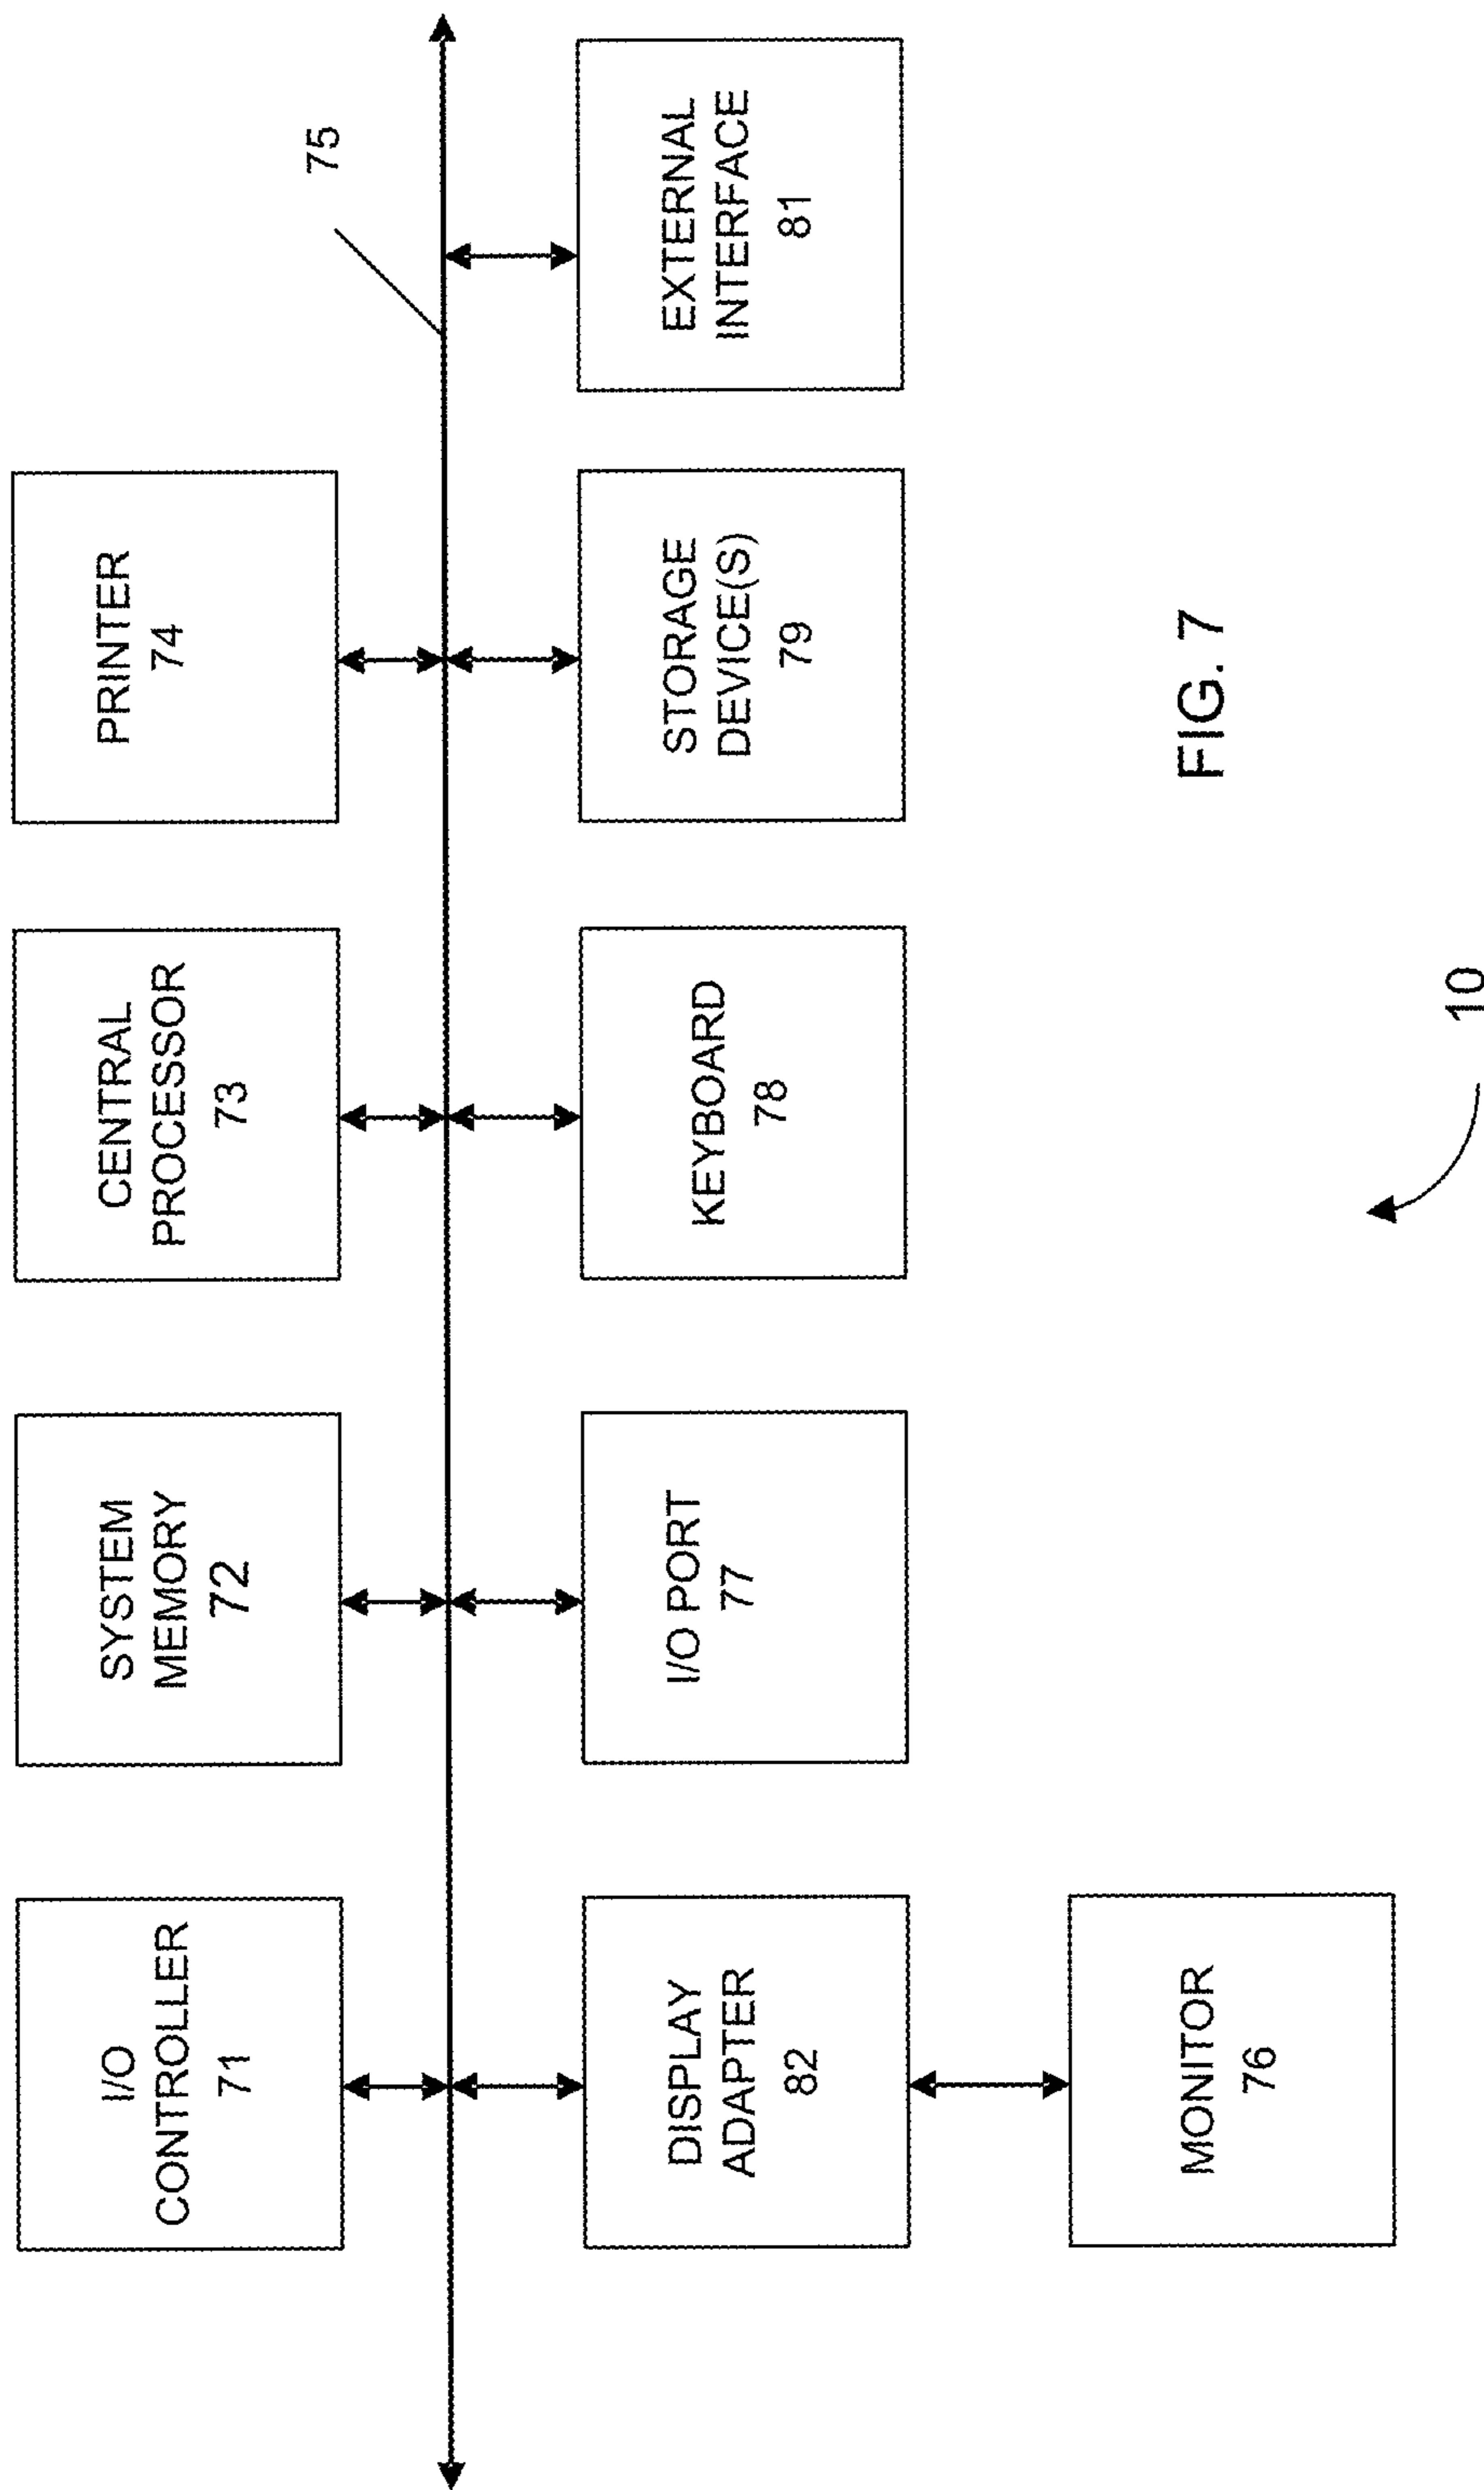 I/O
CONTROLLER
71
SYSTEM
MEMORY
72
CENTRAL
PROCESSOR
73
PRINTER
74
75
DISPLAY
ADAPTER
82
I/O PORT
77
KEYBOARD
78
STORAGE
DEVICE(S)
79
EXTERNAL
INTERFACE
81
MONITOR
76
FIG. 7
10